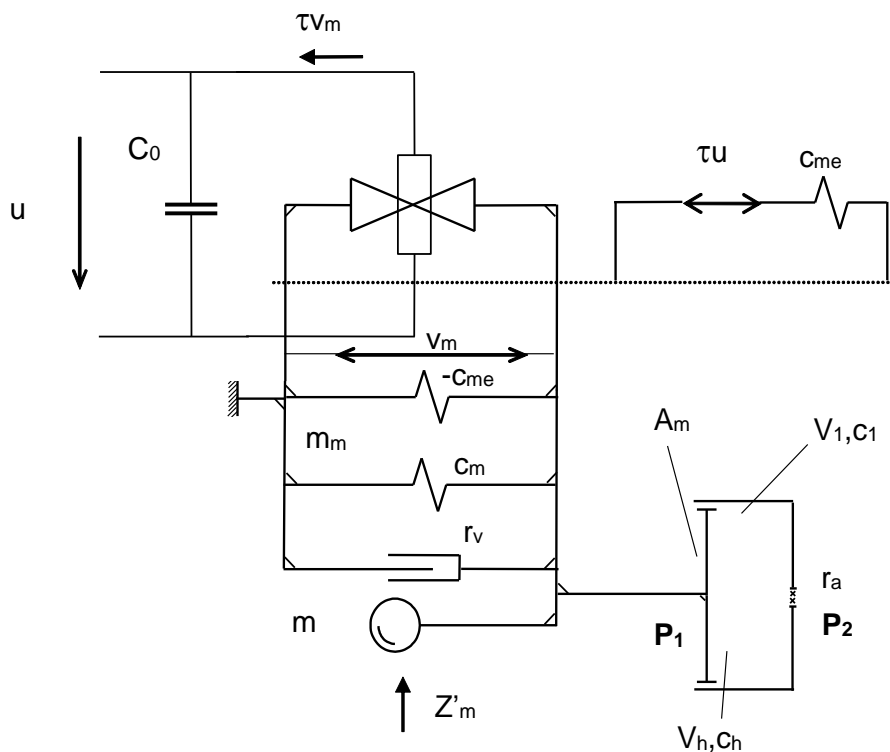 τvm
C0
τu
cme
u
vm
-cme
Am
V1,c1
mm
cm
rv
ra
m
P1
P2
Z'm
Vh,ch